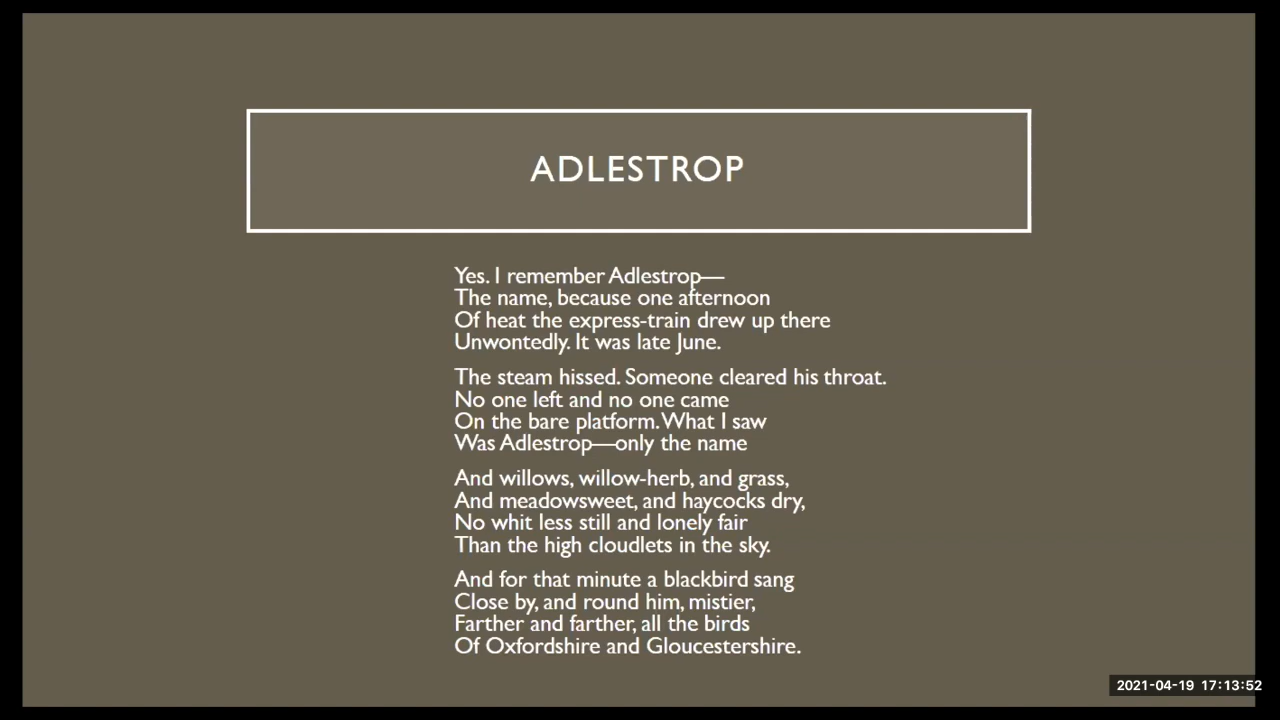 ADLESTROP
Yes. I remember Adlestrop—
The name, because one afternoon
Of heat the express-train drew up there
Unwontedly. It was late June.
The steam hissed. Someone cleared his throat.
No one left and no one came
On the bare platform. What I saw
Was Adlestrop—only the name
And willows, willow-herb, and grass,
And meadowsweet, and haycocks dry,
No whit less still and lonely fair
Than the high cloudlets in the sky.
And for that minute a blackbird sang
Close by, and round him, mistier,
Farther and farther, all the birds
Of Oxfordshire and Gloucestershire.
2021-04-19 17:13:52